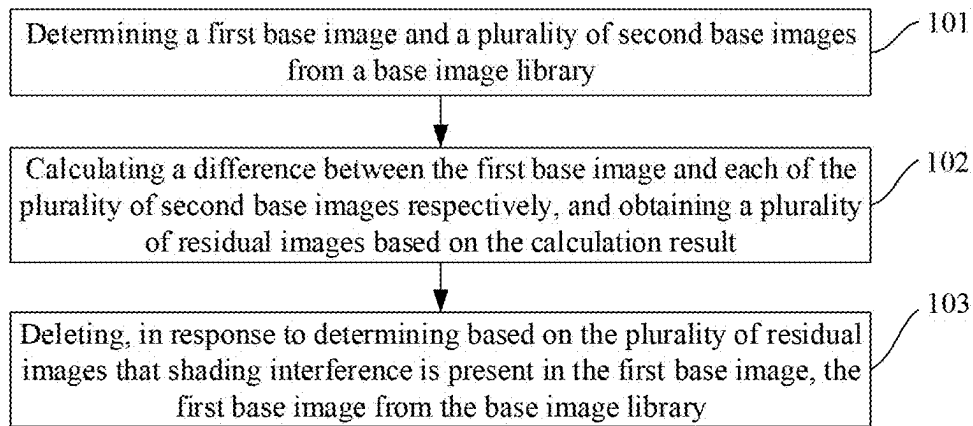 Determining a first base image and a plurality of second base images
from a base image library
101
Calculating a difference between the first base image and each of the
plurality of second base images respectively, and obtaining a plurality
of residual images based on the calculation result
102
Deleting, in response to determining based on the plurality of residual
images that shading interference is present in the first base image, the
first base image from the base image library
103